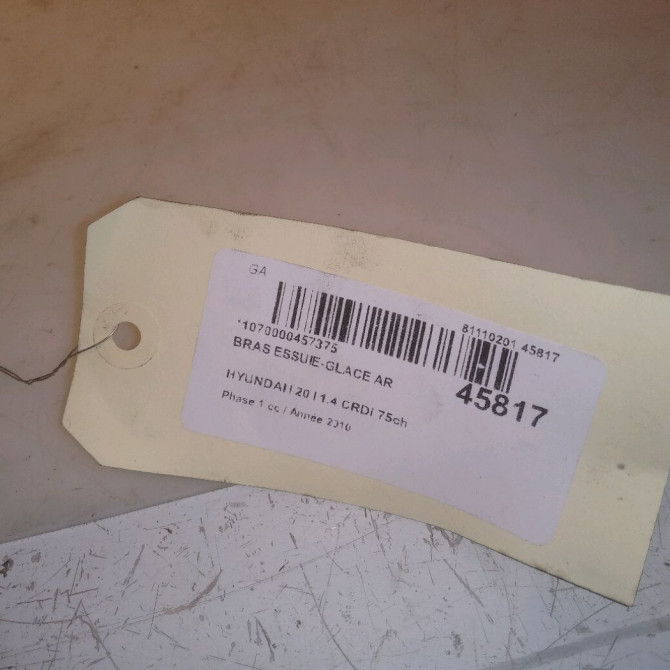 GA
81110201 45817
*1070000457375
BRAS ESSUIE-GLACE AR
45817
HYUNDAI I 20 I 1.4 CRDi 75ch
Phase 1 cc / Année 2010